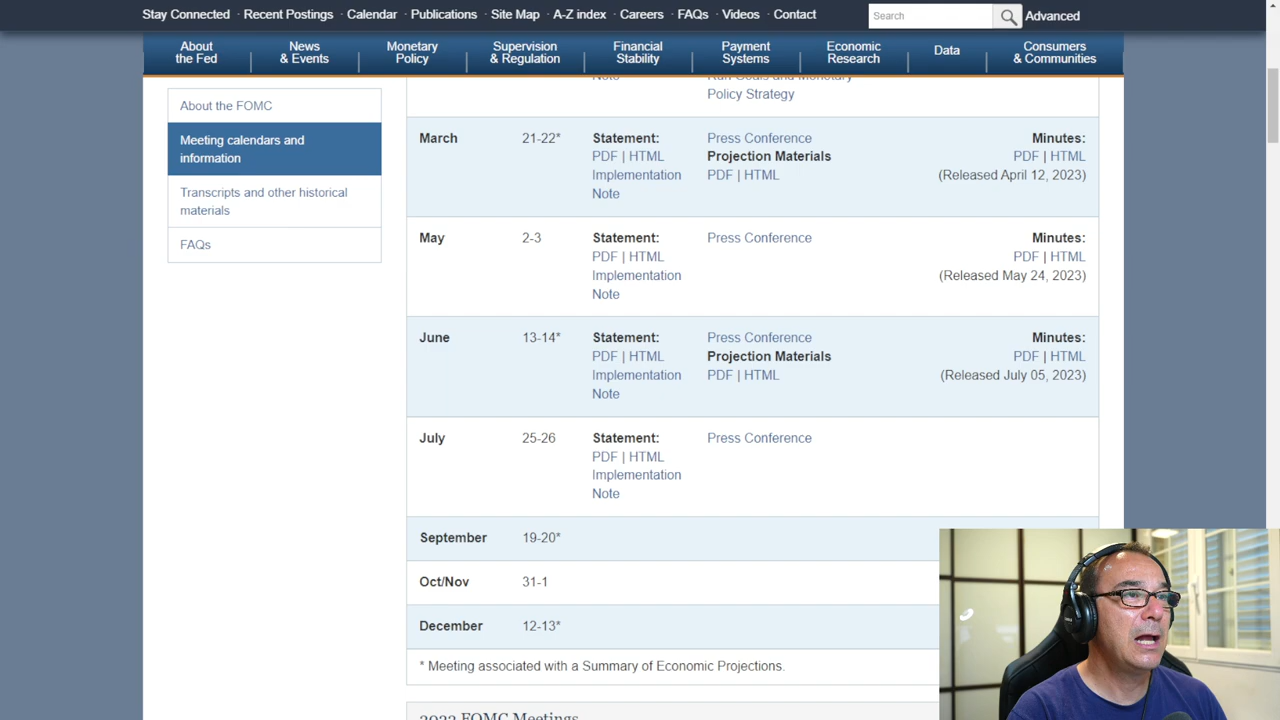 Stay Connected Recent Postings Calendar Publications Site Map A-Z index Careers FAQs Videos Contact
Search
Advanced
About
the Fed
News
& Events
Monetary
Policy
Supervision
& Regulation
Financial
Stability
Payment
Systems
Economic
Research
Data
Consumers
& Communities
About the FOMC
Meeting calendars and
information
Transcripts and other historical
materials
FAQs
Note
Run Goals and Monetary
Policy Strategy
March 21-22* Statement: Press Conference Minutes:
PDF | HTML Projection Materials PDF | HTML
Implementation PDF | HTML (Released April 12, 2023)
Note
May 2-3 Statement: Press Conference Minutes:
PDF | HTML PDF | HTML
Implementation (Released May 24, 2023)
Note
June 13-14* Statement: Press Conference Minutes:
PDF | HTML Projection Materials PDF | HTML
Implementation PDF | HTML (Released July 05, 2023)
Note
July 25-26 Statement: Press Conference
PDF | HTML
Implementation
Note
September 19-20*
Oct/Nov 31-1
December 12-13*
* Meeting associated with a Summary of Economic Projections.
FOMC Meetings